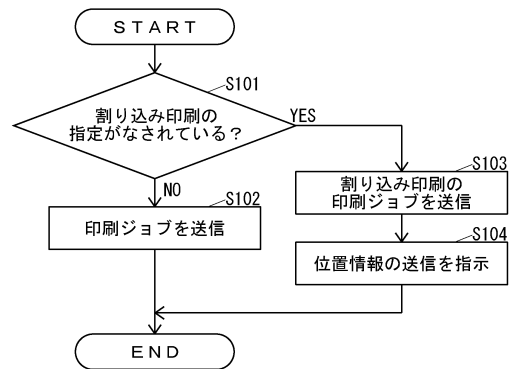 START
S101
割り込み印刷の
指定がなされている？
YES
NO
S102
印刷ジョブを送信
S103
割り込み印刷の
印刷ジョブを送信
S104
位置情報の送信を指示
END